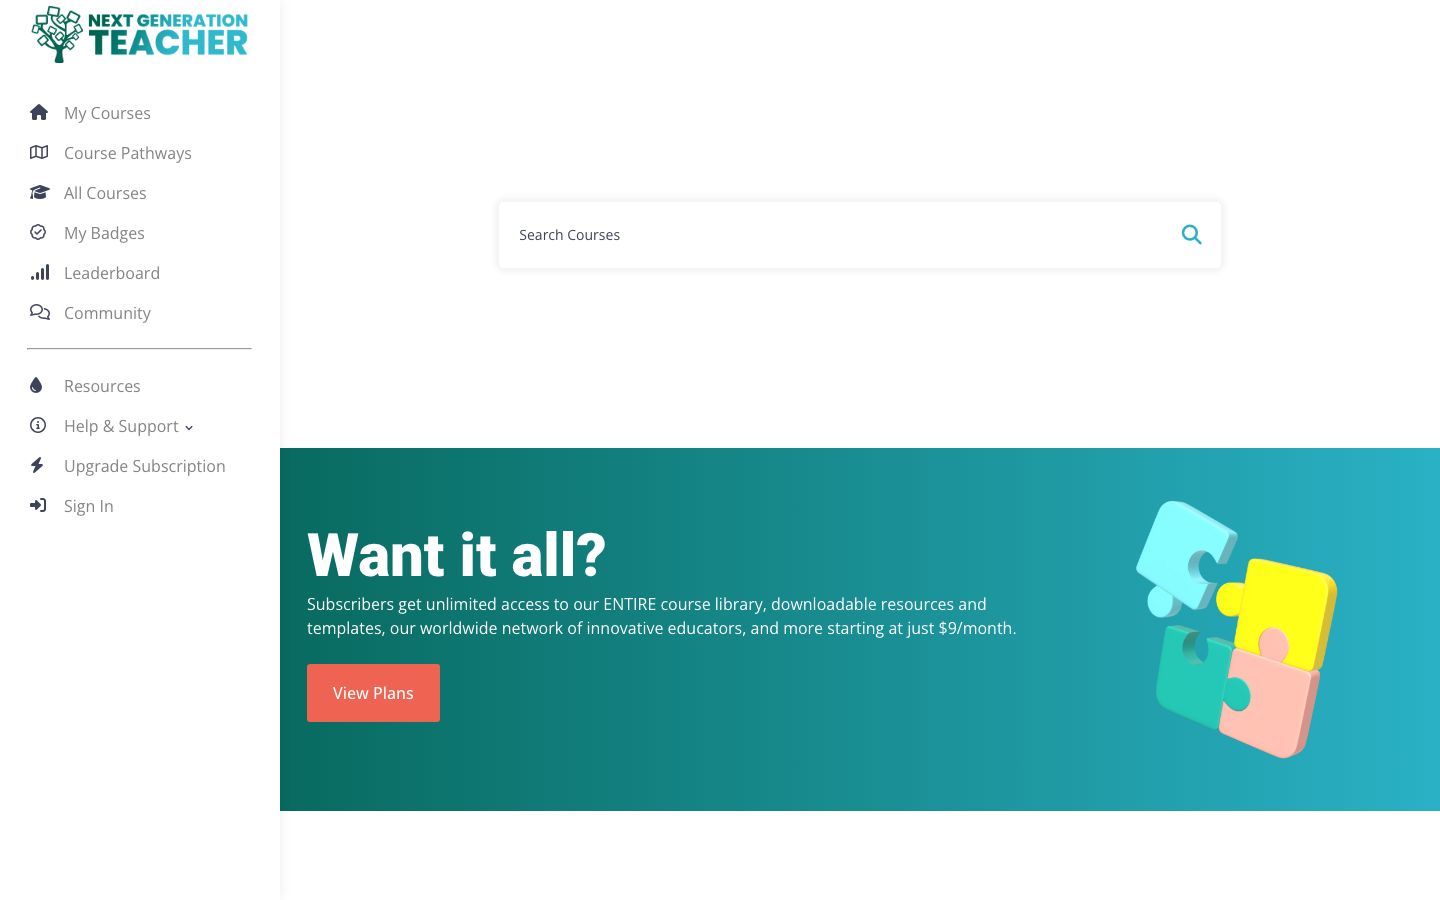 NEXT GENERATION
TEACHER
My Courses
Course Pathways
All Courses
My Badges
Leaderboard
Community
Resources
Help & Support
Upgrade Subscription
Sign In
Search Courses
Want it all?
Subscribers get unlimited access to our ENTIRE course library, downloadable resources and
templates, our worldwide network of innovative educators, and more starting at just $9/month.
View Plans